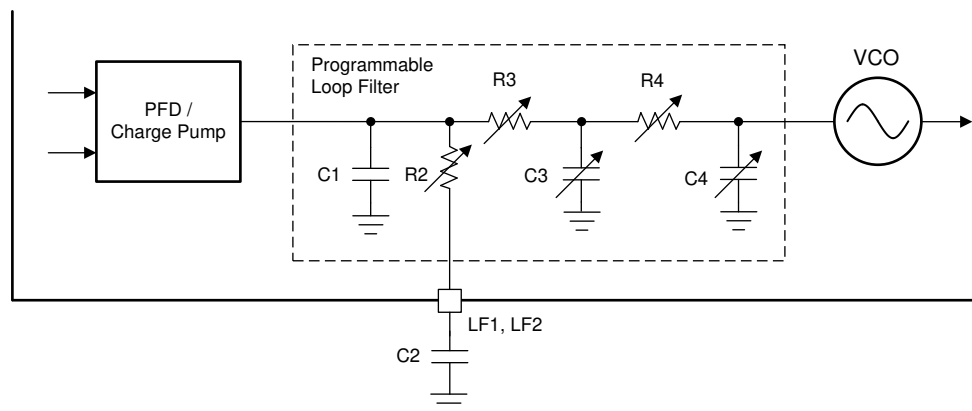 PFD /
Charge Pump
Programmable
Loop Filter
C1
R2
R3
C3
R4
C4
VCO
LF1, LF2
C2